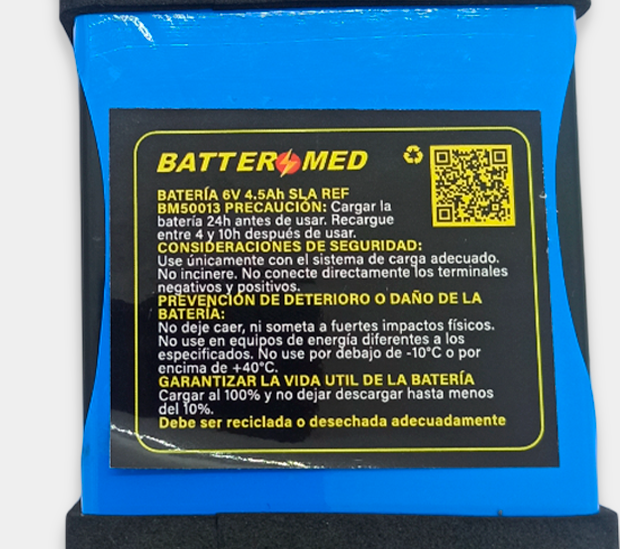 BATTER MED
BATERÍA 6V 4.5Ah SLA REF
BM50013 PRECAUCIÓN: Cargar la
batería 24h antes de usar. Recargue
entre 4 y 10h después de usar.
CONSIDERACIONES DE SEGURIDAD:
Use únicamente con el sistema de carga adecuado.
No incinere. No conecte directamente los terminales
negativos y positivos.
PREVENCIÓN DE DETERIORO O DAÑO DE LA
BATERÍA:
No deje caer, ni someta a fuertes impactos físicos.
No use en equipos de energía diferentes a los
especificados. No use por debajo de -10°C o por
encima de +40°C.
GARANTIZAR LA VIDA UTIL DE LA BATERÍA
Cargar al 100% y no dejar descargar hasta menos
del 10%.
Debe ser reciclada o desechada adecuadamente